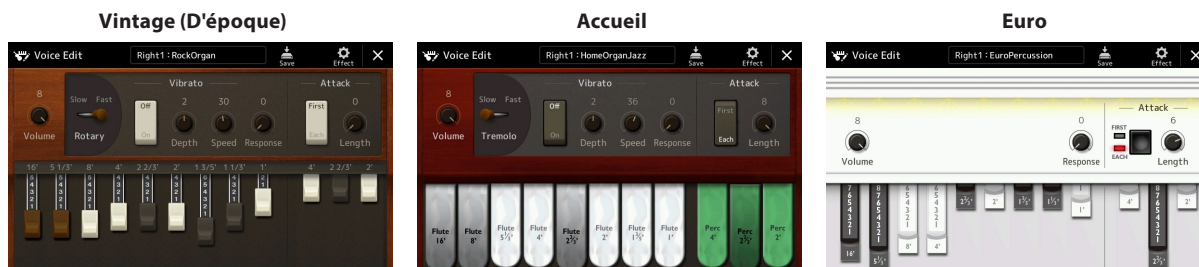 Vintage (D'époque)
Voice Edit
Right1 : RockOrgan
Save
Effect
Vibrato
Attack
8
Slow Fast
Off
On
2
30
0
First
Each
0
Volume
Rotary
Depth
Speed
Response
Length
16' 5 1/3' 8' 4' 2 2/3' 2' 1 3/5' 1 1/3' 1' 4' 2 2/3' 2'
Accueil
Voice Edit
Right1 : HomeOrganJazz
Save
Effect
Vibrato
Attack
8
Slow Fast
Off
On
2
36
0
First
Each
8
Volume
Tremolo
Depth
Speed
Response
Length
Flute Flute Flute Flute Flute Flute Flute Flute Flute Perc Perc Perc
16' 8' 5⅓' 4' 2⅔' 2' 1⅗' 1⅓' 1' 4' 2⅔' 2'
Euro
Voice Edit
Right1 : EuroPercussion
Save
Effect
Attack
8
0
FIRST
EACH
6
Volume
Response
Length
16' 5⅓' 8' 4' 2⅔' 2' 1⅗' 1⅓' 1' 4' 2⅔' 2'